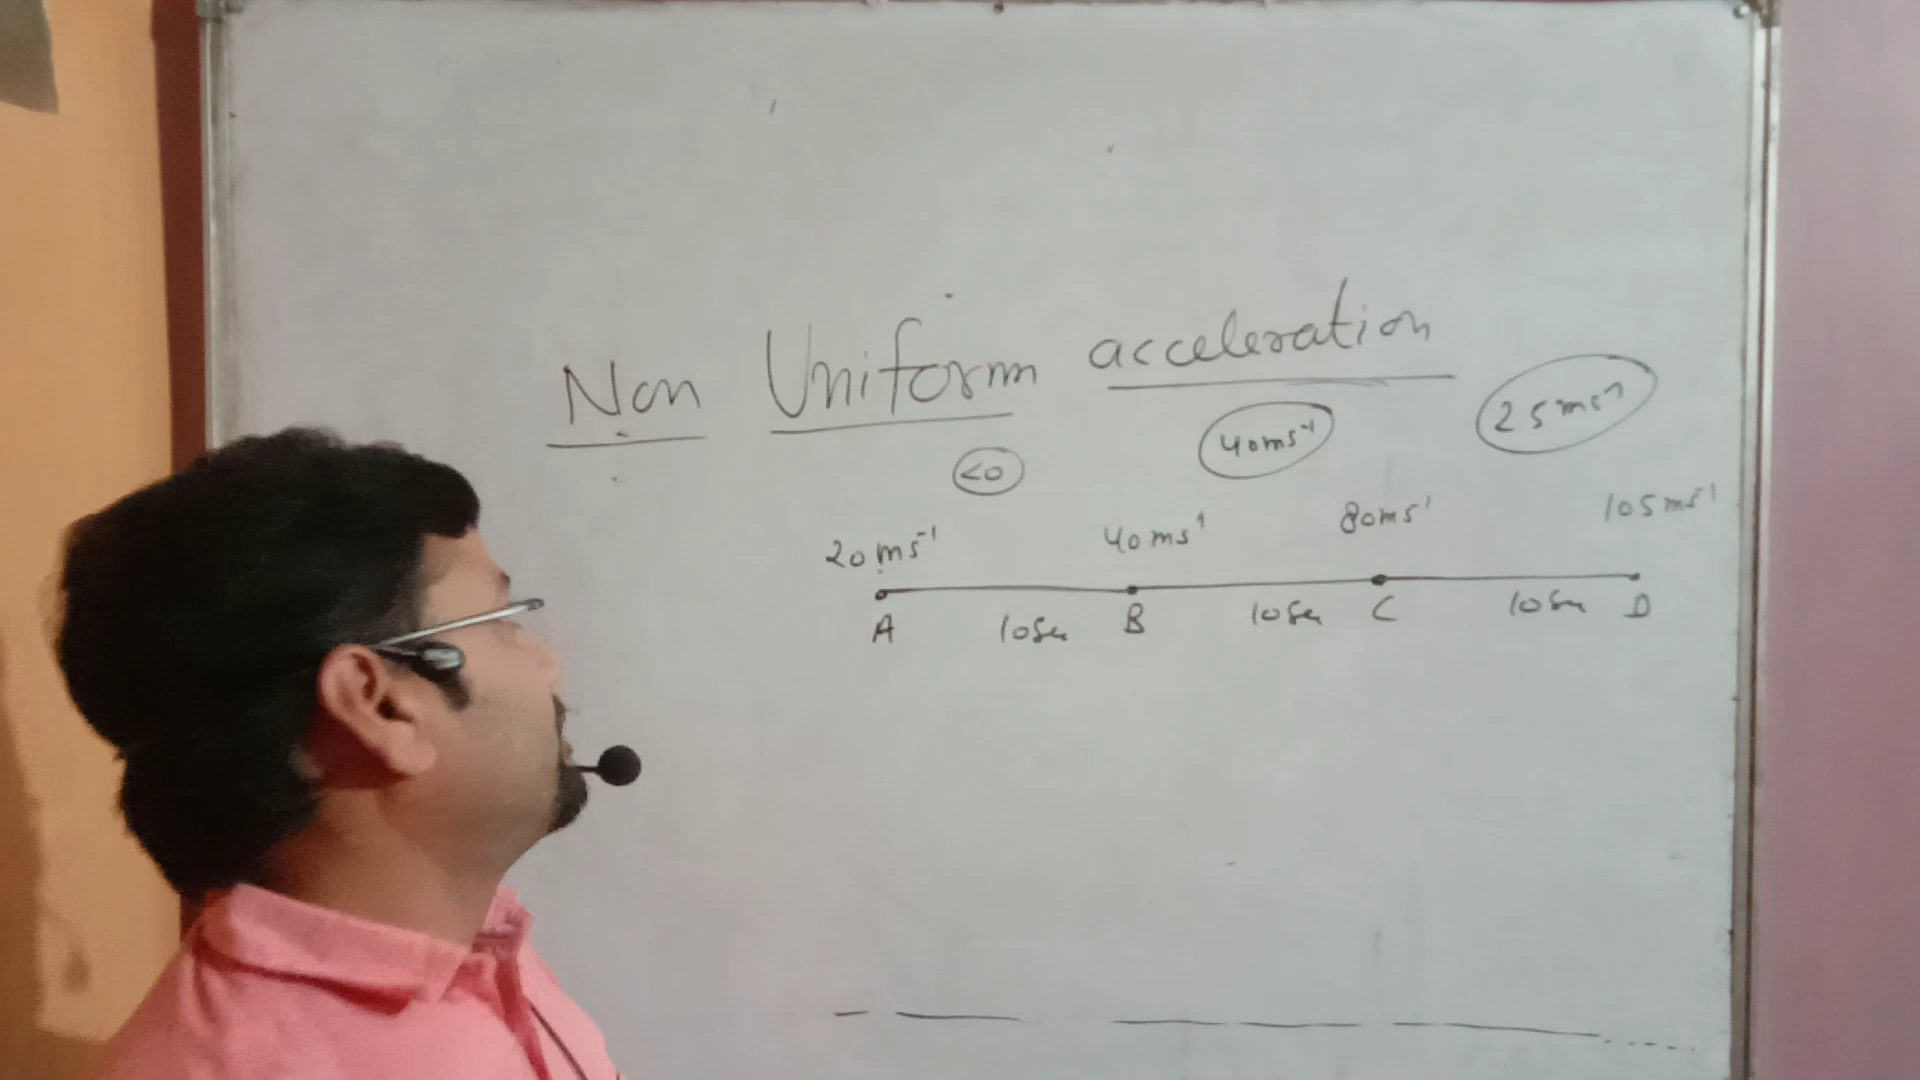 Non Uniform acceleration
20 40ms⁻¹ 25ms⁻¹
20ms⁻¹ 40ms⁻¹ 80ms⁻¹ 105ms⁻¹
A 10Sec B 10Sec C 10Sec D